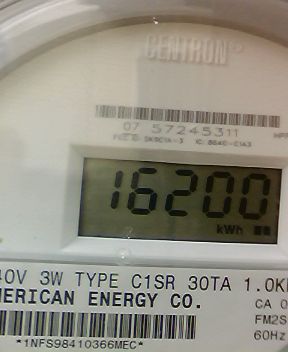 CENTRON®
07 57245311
16200
kWh
40V 3W TYPE C1SR 30TA 1.0K
MERICAN ENERGY CO.
CA 0
FM2S
60Hz
*1NFS98410366MEC*